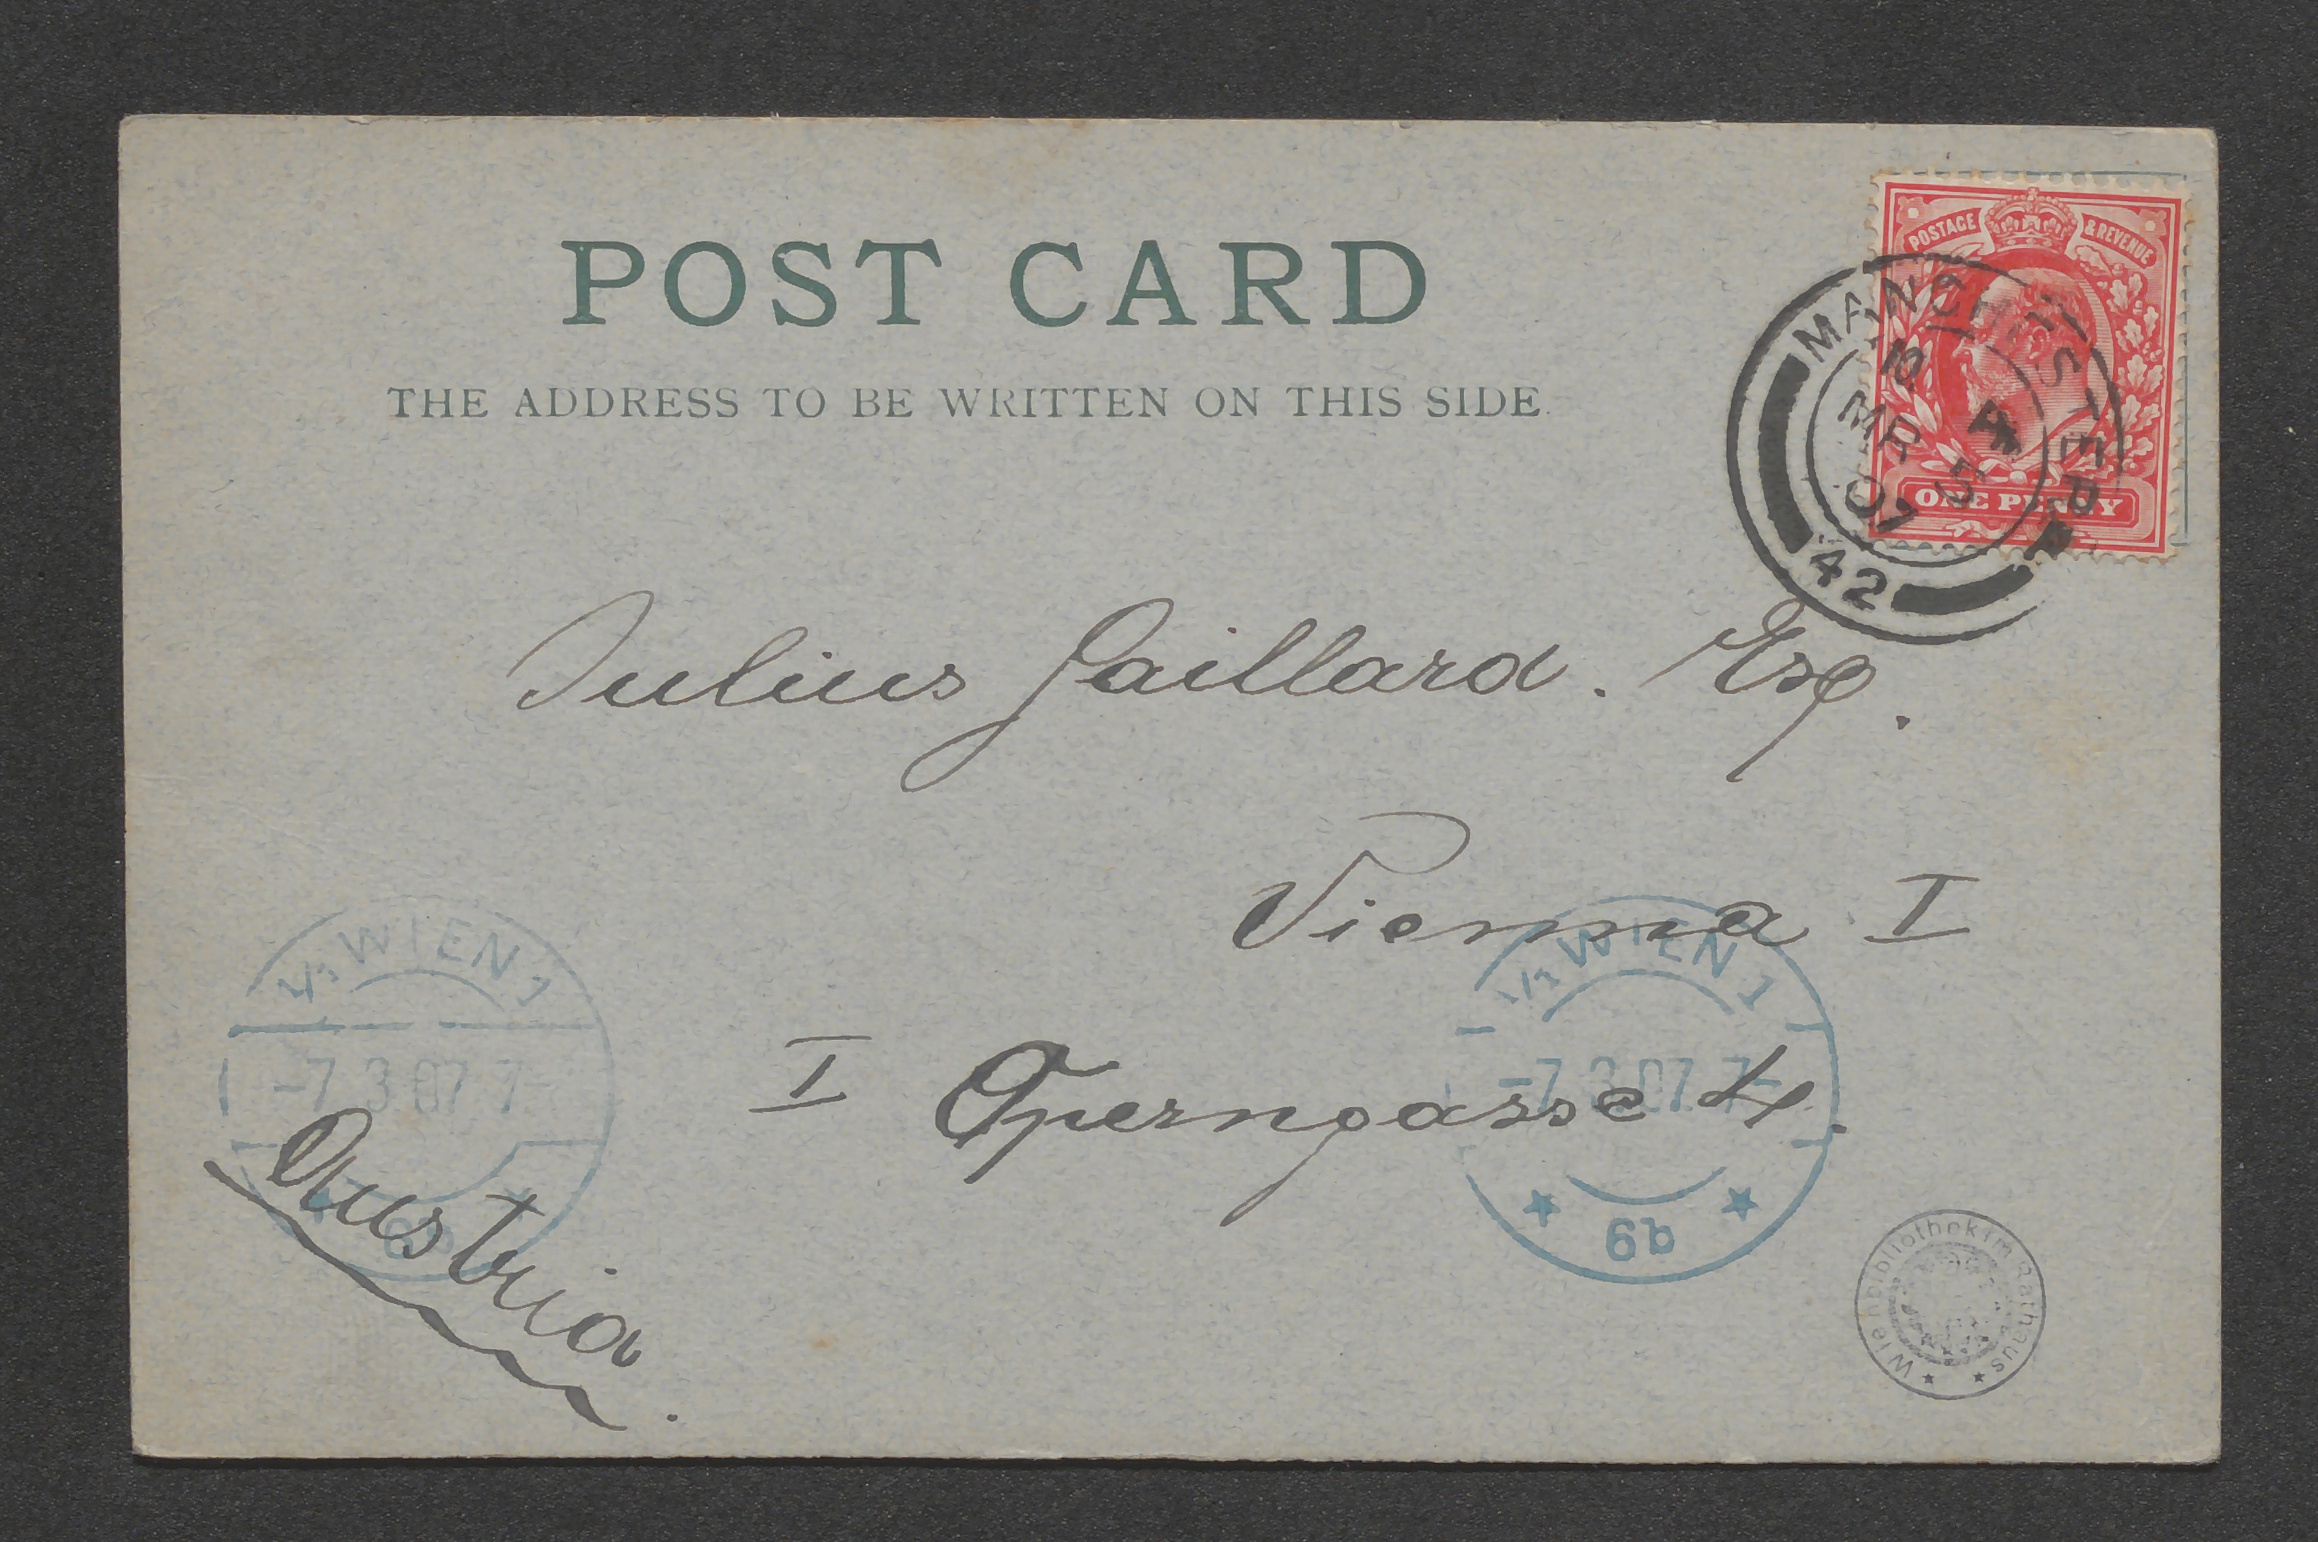 POST CARD
THE ADDRESS TO BE WRITTEN ON THIS SIDE
POSTAGE & REVENUE
ONE PENNY
MANCHESTER
MR 5
07
42
Julius Gaillard. Esq.
Vienna I
I Operngasse 4.
Austria.
WIEN 1
-7.3.07.7-
WIEN 1
-7.3.07.7-
* 6b *
Wienbibliothek im Rathaus